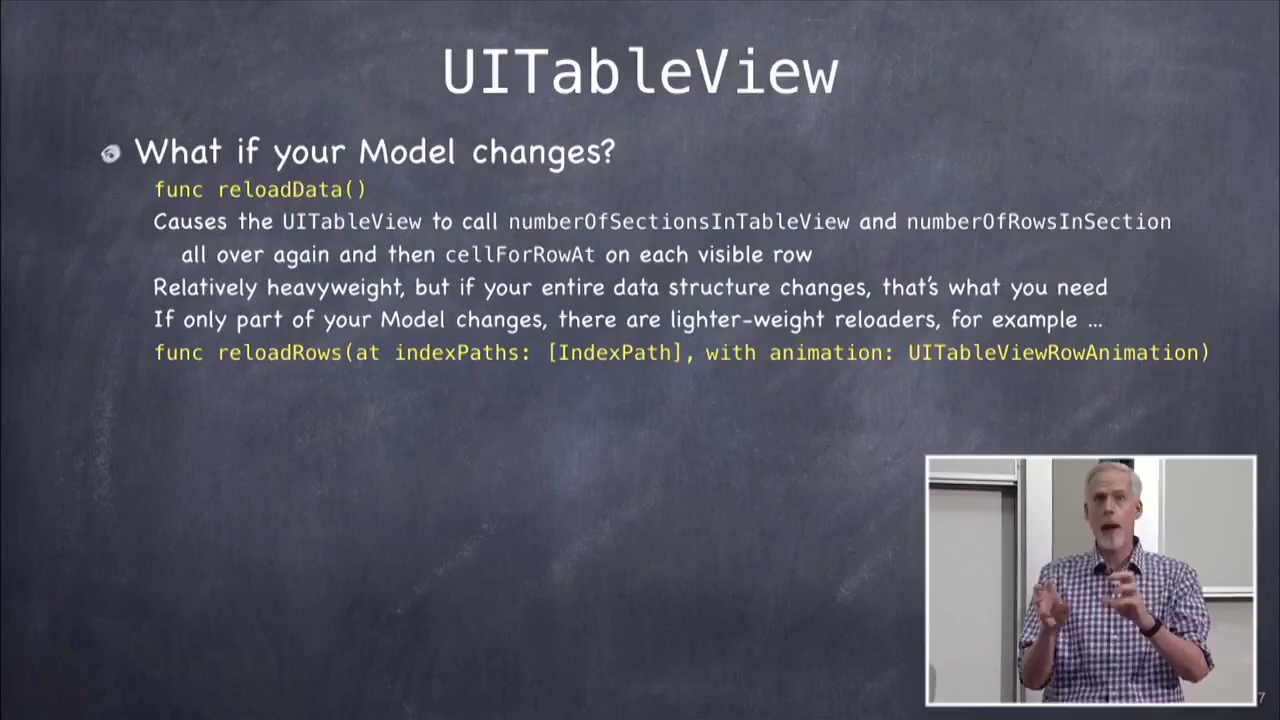 UITableView
What if your Model changes?
func reloadData()
Causes the UITableView to call numberOfSectionsInTableView and numberOfRowsInSection
all over again and then cellForRowAt on each visible row
Relatively heavyweight, but if your entire data structure changes, that's what you need
If only part of your Model changes, there are lighter-weight reloaders, for example ...
func reloadRows(at indexPaths: [IndexPath], with animation: UITableViewRowAnimation)
7